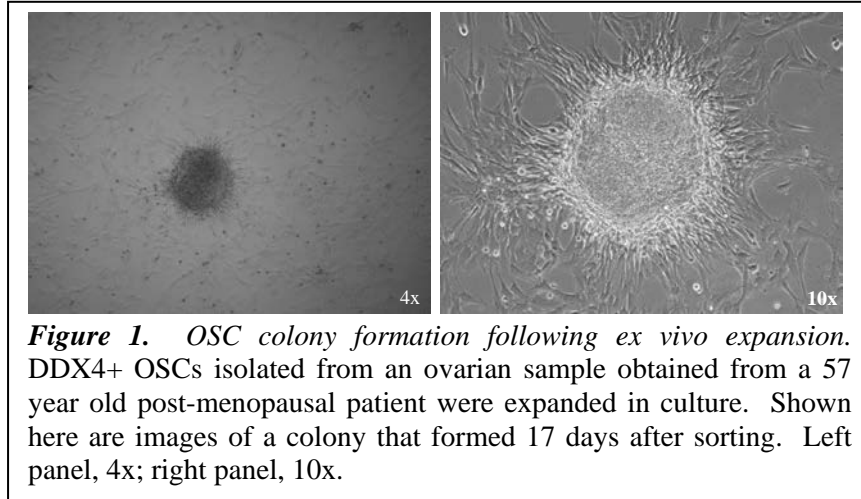 4x
10x
Figure 1. OSC colony formation following ex vivo expansion.
DDX4+ OSCs isolated from an ovarian sample obtained from a 57
year old post-menopausal patient were expanded in culture. Shown
here are images of a colony that formed 17 days after sorting. Left
panel, 4x; right panel, 10x.